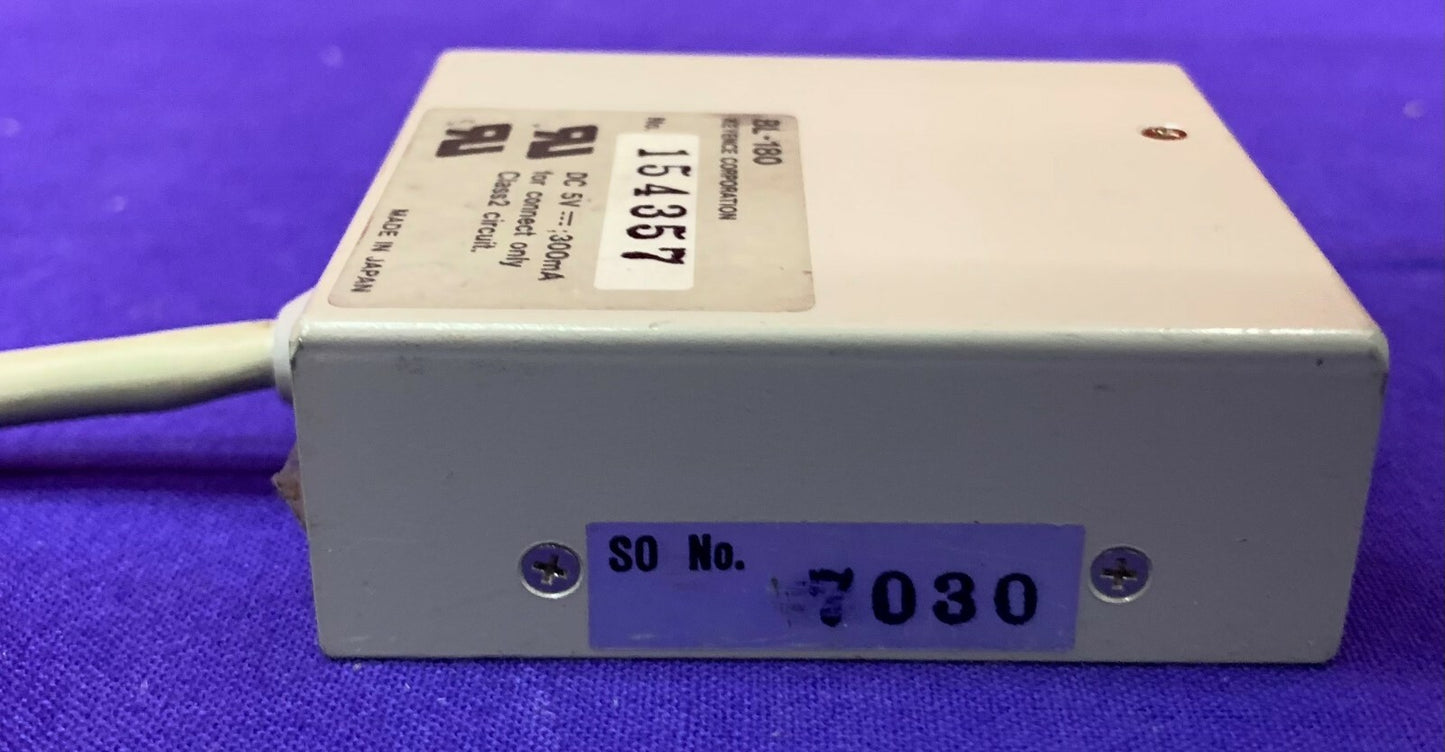 BL-180
KEYENCE CORPORATION
No. 154357
DC 5V ⎓ ;300mA
for connect only
Class2 circuit.
MADE IN JAPAN
SO No.
7030